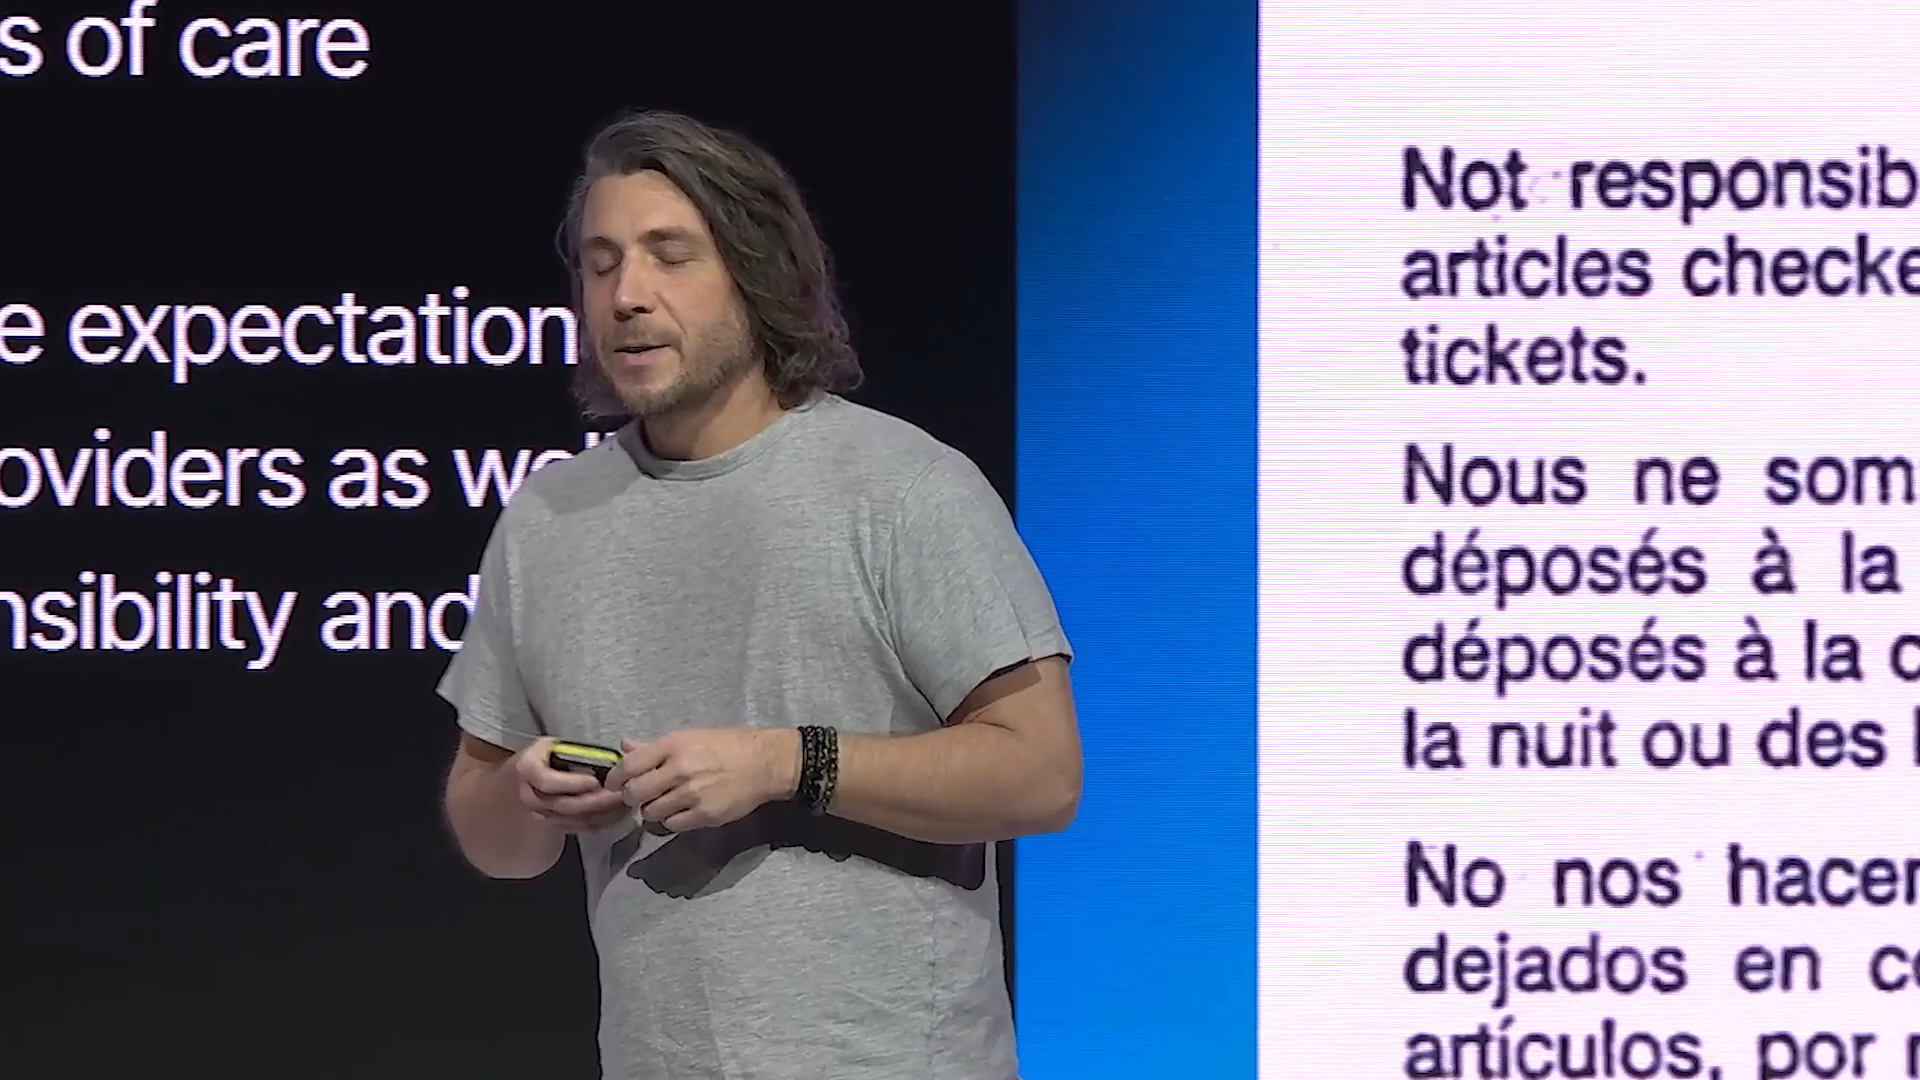 s of care
e expectation
oviders as we
nsibility and
Not responsib
articles checke
tickets.
Nous ne som
déposés à la
déposés à la c
la nuit ou des
No nos hacer
dejados en c
artículos, por